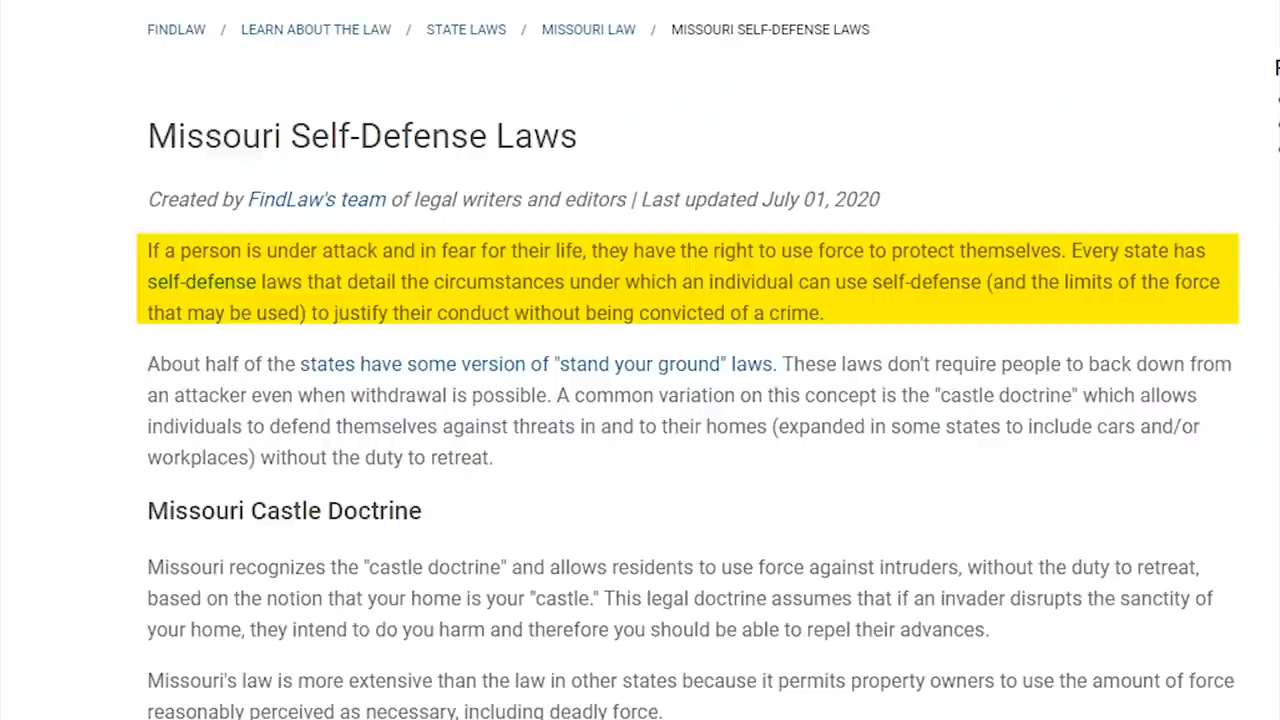 FINDLAW / LEARN ABOUT THE LAW / STATE LAWS / MISSOURI LAW / MISSOURI SELF-DEFENSE LAWS
Missouri Self-Defense Laws
Created by FindLaw's team of legal writers and editors | Last updated July 01, 2020
If a person is under attack and in fear for their life, they have the right to use force to protect themselves. Every state has
self-defense laws that detail the circumstances under which an individual can use self-defense (and the limits of the force
that may be used) to justify their conduct without being convicted of a crime.
About half of the states have some version of "stand your ground" laws. These laws don't require people to back down from
an attacker even when withdrawal is possible. A common variation on this concept is the "castle doctrine" which allows
individuals to defend themselves against threats in and to their homes (expanded in some states to include cars and/or
workplaces) without the duty to retreat.
Missouri Castle Doctrine
Missouri recognizes the "castle doctrine" and allows residents to use force against intruders, without the duty to retreat,
based on the notion that your home is your "castle." This legal doctrine assumes that if an invader disrupts the sanctity of
your home, they intend to do you harm and therefore you should be able to repel their advances.
Missouri's law is more extensive than the law in other states because it permits property owners to use the amount of force
reasonably perceived as necessary, including deadly force.